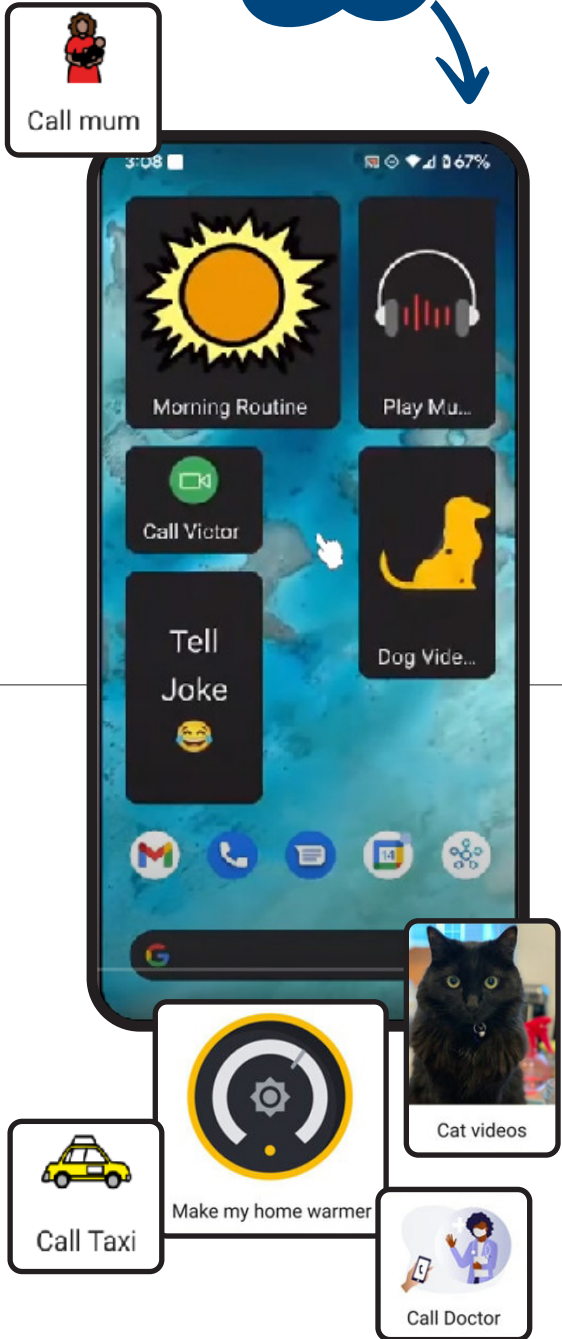 Call mum
3:08
67%
Morning Routine
Play Mu...
Call Victor
Dog Vide...
Tell
Joke
14
G
Cat videos
Make my home warmer
Call Taxi
Call Doctor